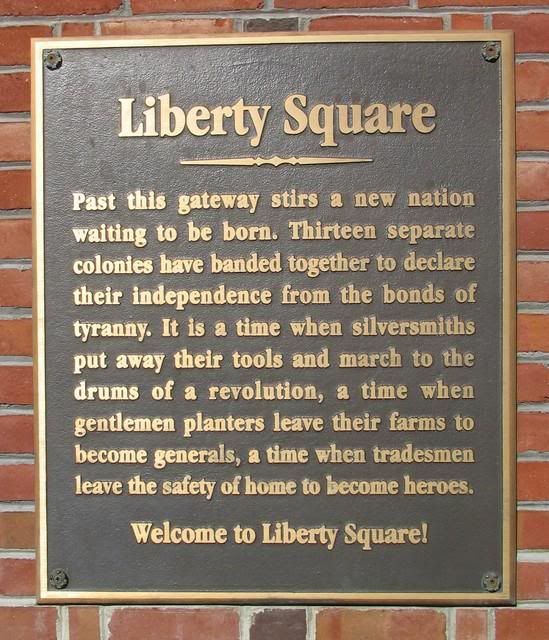 Liberty Square
Past this gateway stirs a new nation
waiting to be born. Thirteen separate
colonies have banded together to declare
their independence from the bonds of
tyranny. It is a time when silversmiths
put away their tools and march to the
drums of a revolution, a time when
gentlemen planters leave their farms to
become generals, a time when tradesmen
leave the safety of home to become heroes.
Welcome to Liberty Square!